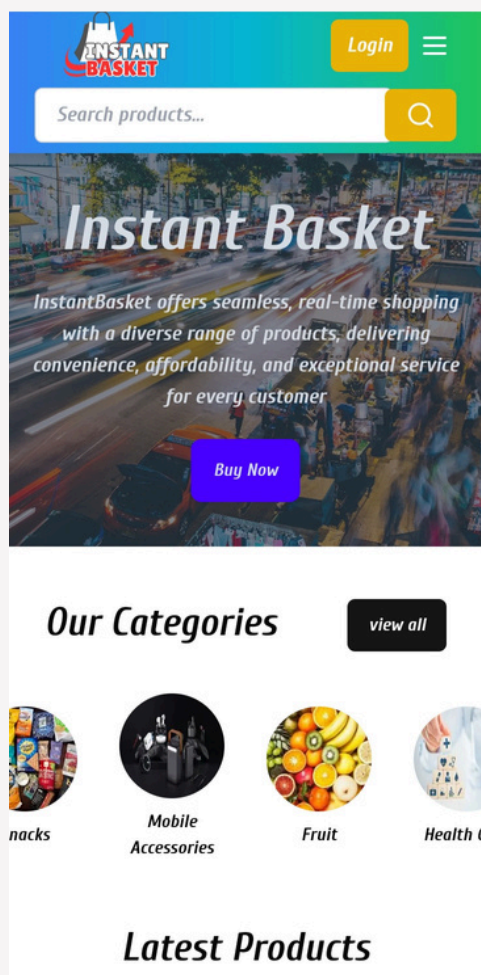 INSTANT
BASKET
Login
Search products...
Instant Basket
InstantBasket offers seamless, real-time shopping
with a diverse range of products, delivering
convenience, affordability, and exceptional service
for every customer
Buy Now
Our Categories
view all
nacks
Mobile
Accessories
Fruit
Health
Latest Products